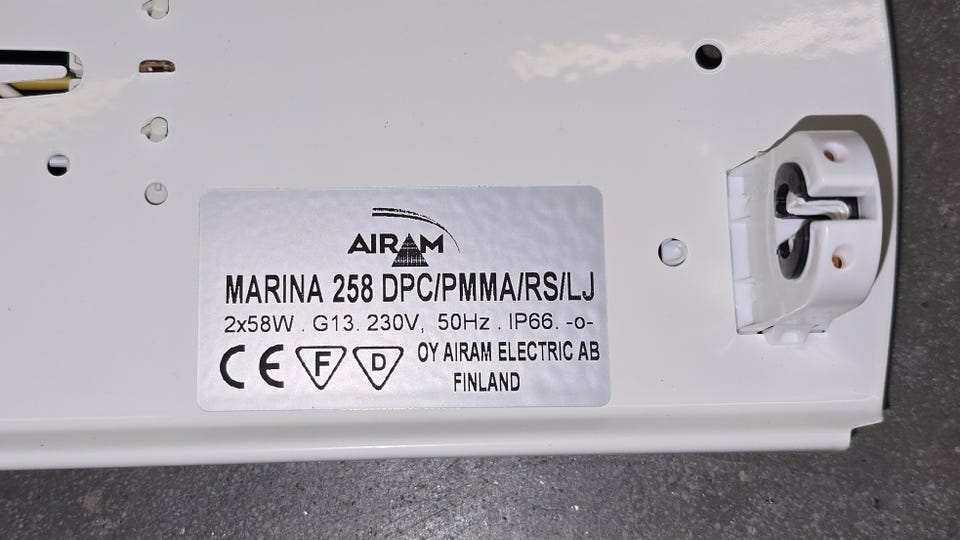 AIRAM
MARINA 258 DPC/PMMA/RS/LJ
2x58W . G13. 230V, 50Hz . IP66. -o-
CE F D OY AIRAM ELECTRIC AB
FINLAND